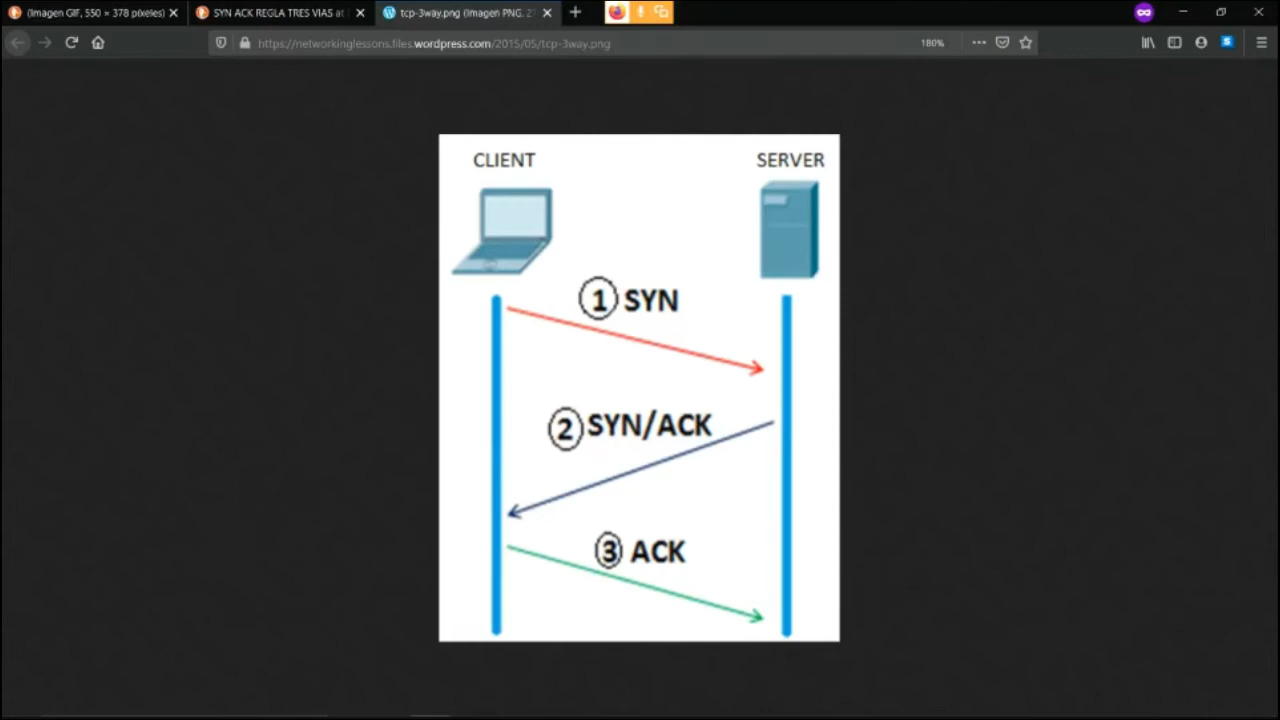 (Imagen GIF, 550 × 378 píxeles)
SYN ACK REGLA TRES VIAS at
tcp-3way.png (Imagen PNG, 2
https://networkinglessons.files.wordpress.com/2015/05/tcp-3way.png
180%
CLIENT
SERVER
1 SYN
2 SYN/ACK
3 ACK